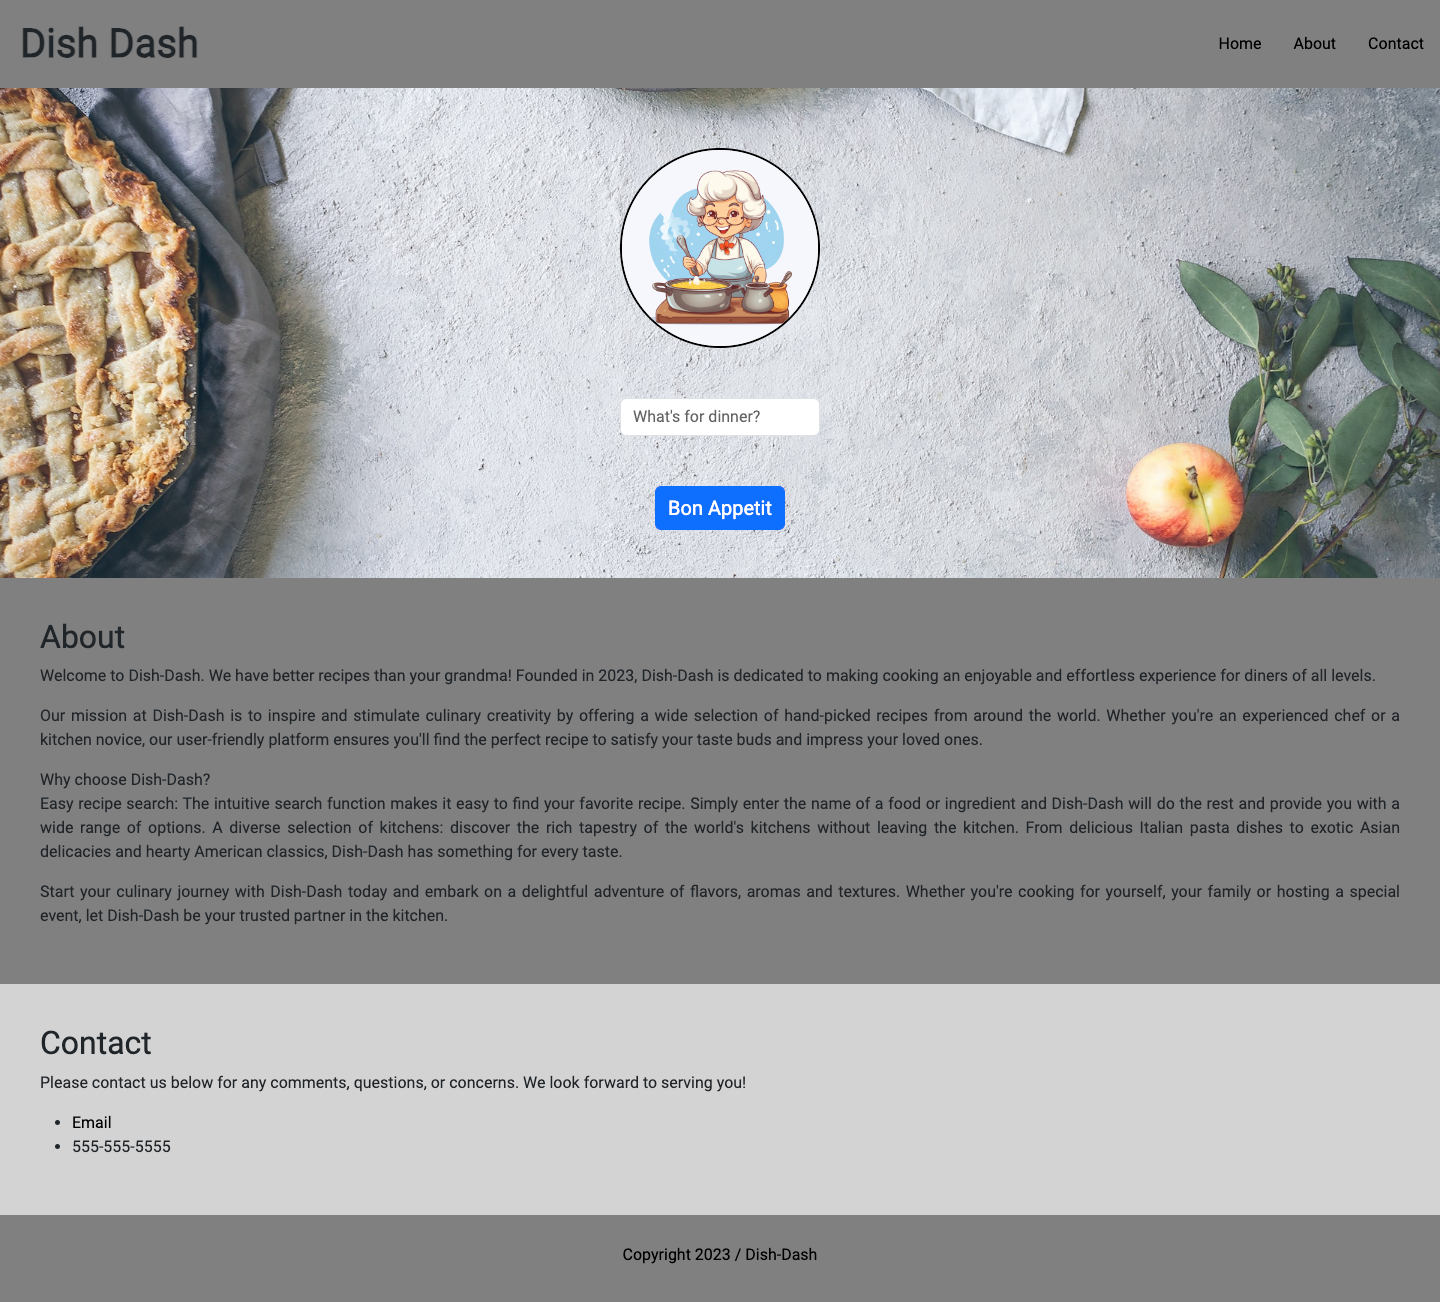 Dish Dash
Home About Contact
What's for dinner?
Bon Appetit
About
Welcome to Dish-Dash. We have better recipes than your grandma! Founded in 2023, Dish-Dash is dedicated to making cooking an enjoyable and effortless experience for diners of all levels.
Our mission at Dish-Dash is to inspire and stimulate culinary creativity by offering a wide selection of hand-picked recipes from around the world. Whether you're an experienced chef or a
kitchen novice, our user-friendly platform ensures you'll find the perfect recipe to satisfy your taste buds and impress your loved ones.
Why choose Dish-Dash?
Easy recipe search: The intuitive search function makes it easy to find your favorite recipe. Simply enter the name of a food or ingredient and Dish-Dash will do the rest and provide you with a
wide range of options. A diverse selection of kitchens: discover the rich tapestry of the world's kitchens without leaving the kitchen. From delicious Italian pasta dishes to exotic Asian
delicacies and hearty American classics, Dish-Dash has something for every taste.
Start your culinary journey with Dish-Dash today and embark on a delightful adventure of flavors, aromas and textures. Whether you're cooking for yourself, your family or hosting a special
event, let Dish-Dash be your trusted partner in the kitchen.
Contact
Please contact us below for any comments, questions, or concerns. We look forward to serving you!
• Email
• 555-555-5555
Copyright 2023 / Dish-Dash